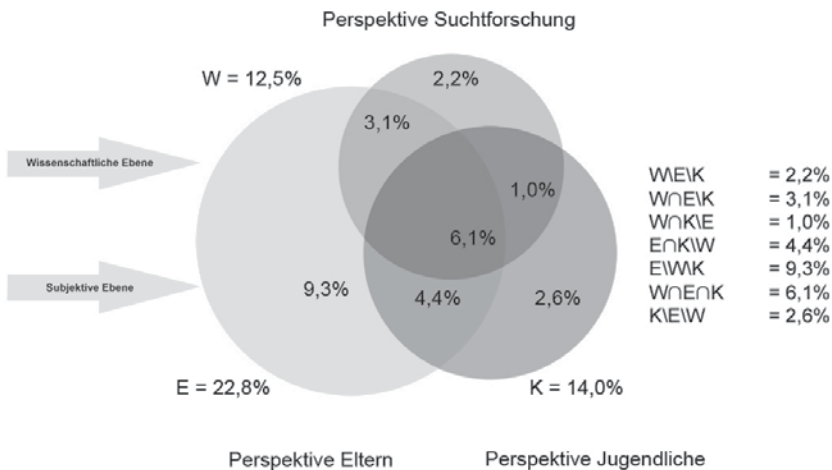 Perspektive Suchtforschung
W = 12,5%
2,2%
3,1%
Wissenschaftliche Ebene
1,0%
6,1%
Subjektive Ebene
9,3%
4,4%
2,6%
W\E\K = 2,2%
W∩E\K = 3,1%
W∩K\E = 1,0%
E∩K\W = 4,4%
E\W\K = 9,3%
W∩E∩K = 6,1%
K\E\W = 2,6%
E = 22,8%
K = 14,0%
Perspektive Eltern
Perspektive Jugendliche